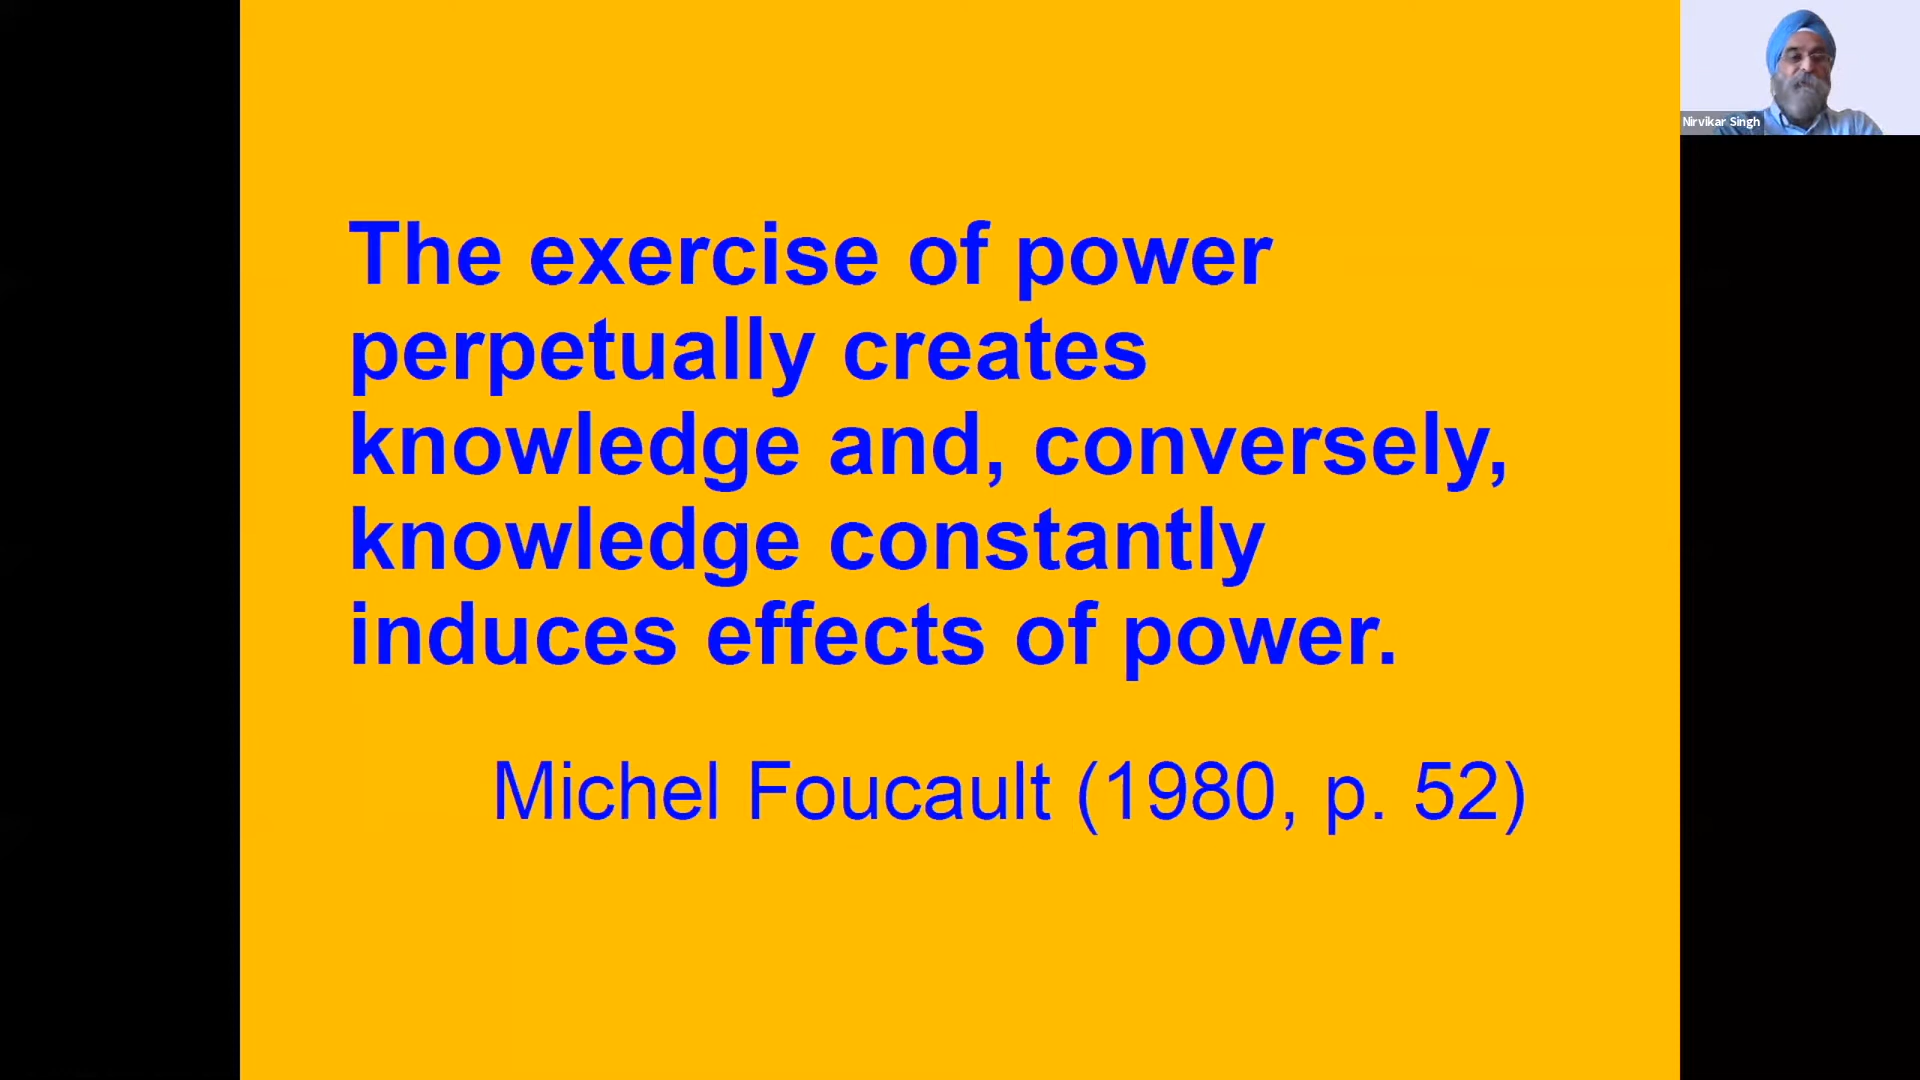 The exercise of power
perpetually creates
knowledge and, conversely,
knowledge constantly
induces effects of power.
Michel Foucault (1980, p. 52)
Nirvikar Singh